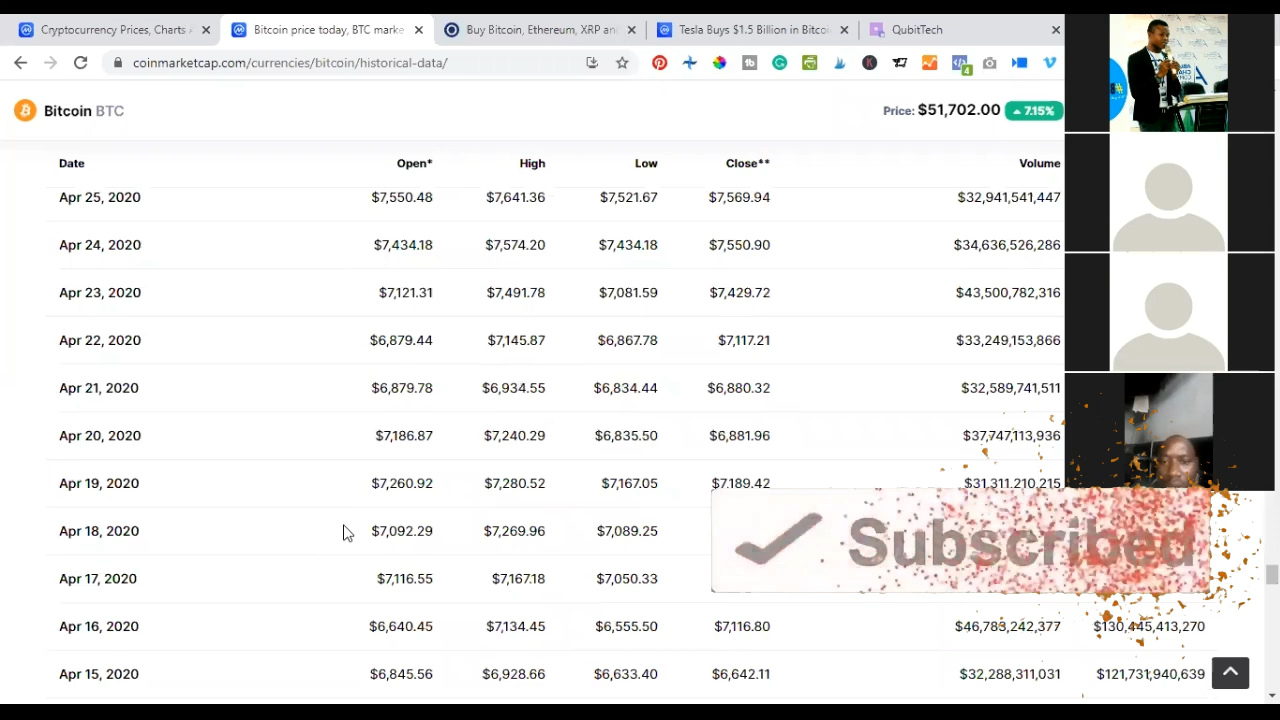 Cryptocurrency Prices, Charts
Bitcoin price today, BTC marke
Buy Bitcoin, Ethereum, XRP and
Tesla Buys $1.5 Billion in Bitcoi
QubitTech
coinmarketcap.com/currencies/bitcoin/historical-data/
4
Bitcoin BTC
Price: $51,702.00 7.15%
Date Open* High Low Close** Volume
Apr 25, 2020 $7,550.48 $7,641.36 $7,521.67 $7,569.94 $32,941,541,447
Apr 24, 2020 $7,434.18 $7,574.20 $7,434.18 $7,550.90 $34,636,526,286
Apr 23, 2020 $7,121.31 $7,491.78 $7,081.59 $7,429.72 $43,500,782,316
Apr 22, 2020 $6,879.44 $7,145.87 $6,867.78 $7,117.21 $33,249,153,866
Apr 21, 2020 $6,879.78 $6,934.55 $6,834.44 $6,880.32 $32,589,741,511
Apr 20, 2020 $7,186.87 $7,240.29 $6,835.50 $6,881.96 $37,747,113,936
Apr 19, 2020 $7,260.92 $7,280.52 $7,167.05 $7,189.42 $31,311,210,215
Apr 18, 2020 $7,092.29 $7,269.96 $7,089.25
Subscribed
Apr 17, 2020 $7,116.55 $7,167.18 $7,050.33
Apr 16, 2020 $6,640.45 $7,134.45 $6,555.50 $7,116.80 $46,783,242,377 $130,445,413,270
Apr 15, 2020 $6,845.56 $6,928.66 $6,633.40 $6,642.11 $32,288,311,031 $121,731,940,639